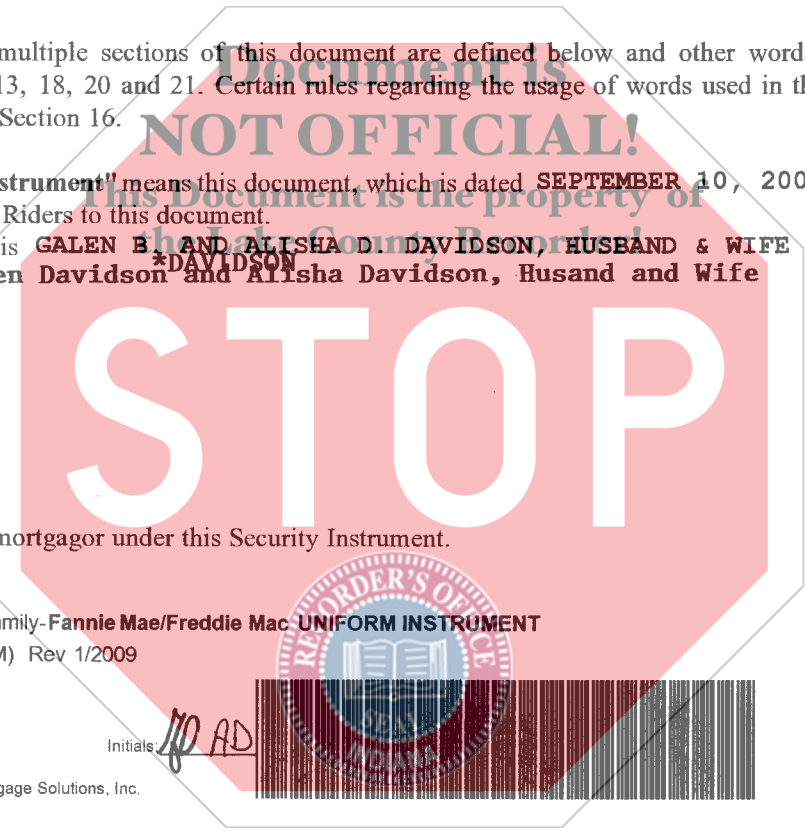 multiple sections of this document are defined below and other word
13, 18, 20 and 21. Certain rules regarding the usage of words used in th
Section 16.
Document is
NOT OFFICIAL!
This Document is the property of
the Lake County Recorder!
strument" means this document, which is dated SEPTEMBER 10, 200
Riders to this document.
is GALEN B. AND ALISHA D. DAVIDSON, HUSBAND & WIFE
*DAVIDSON
en Davidson and Alisha Davidson, Husand and Wife
STOP
mortgagor under this Security Instrument.
mily-Fannie Mae/Freddie Mac UNIFORM INSTRUMENT
M) Rev 1/2009
RECORDER'S OFFICE
SEAL
INDIANA
Initials: AD
gage Solutions, Inc.